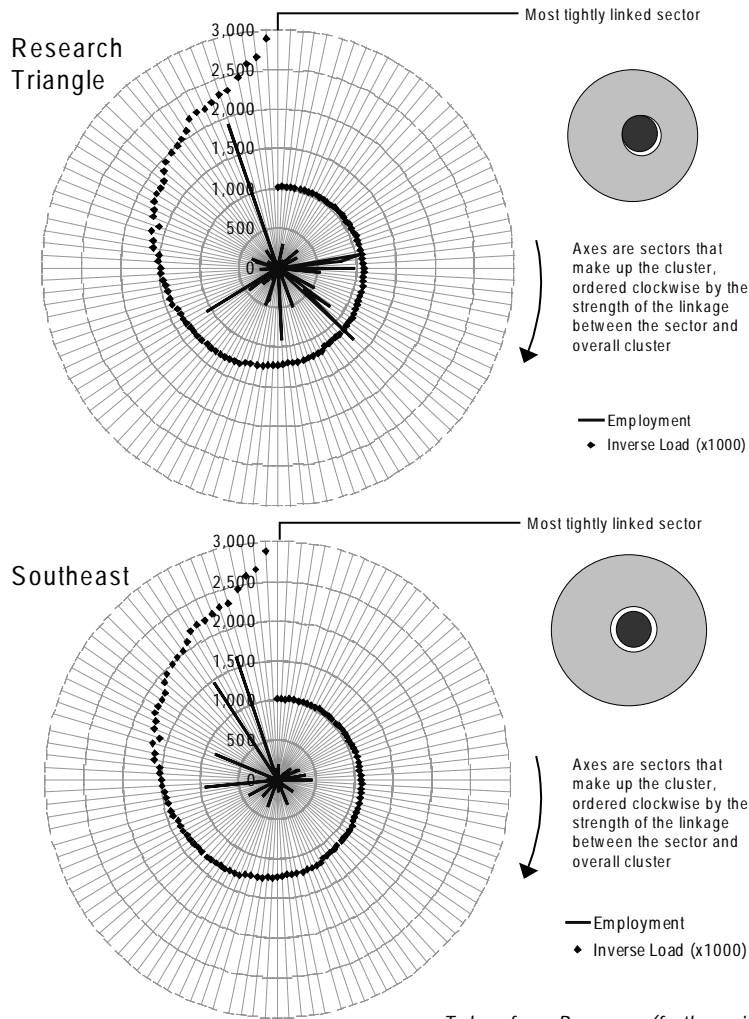 Most tightly linked sector
Research
Triangle
3,000
2,500
2,000
1,500
1,000
500
0
Axes are sectors that
make up the cluster,
ordered clockwise by the
strength of the linkage
between the sector and
overall cluster
Employment
Inverse Load (x1000)
Most tightly linked sector
Southeast
3,000
2,500
2,000
1,500
1,000
500
0
Axes are sectors that
make up the cluster,
ordered clockwise by the
strength of the linkage
between the sector and
overall cluster
Employment
Inverse Load (x1000)